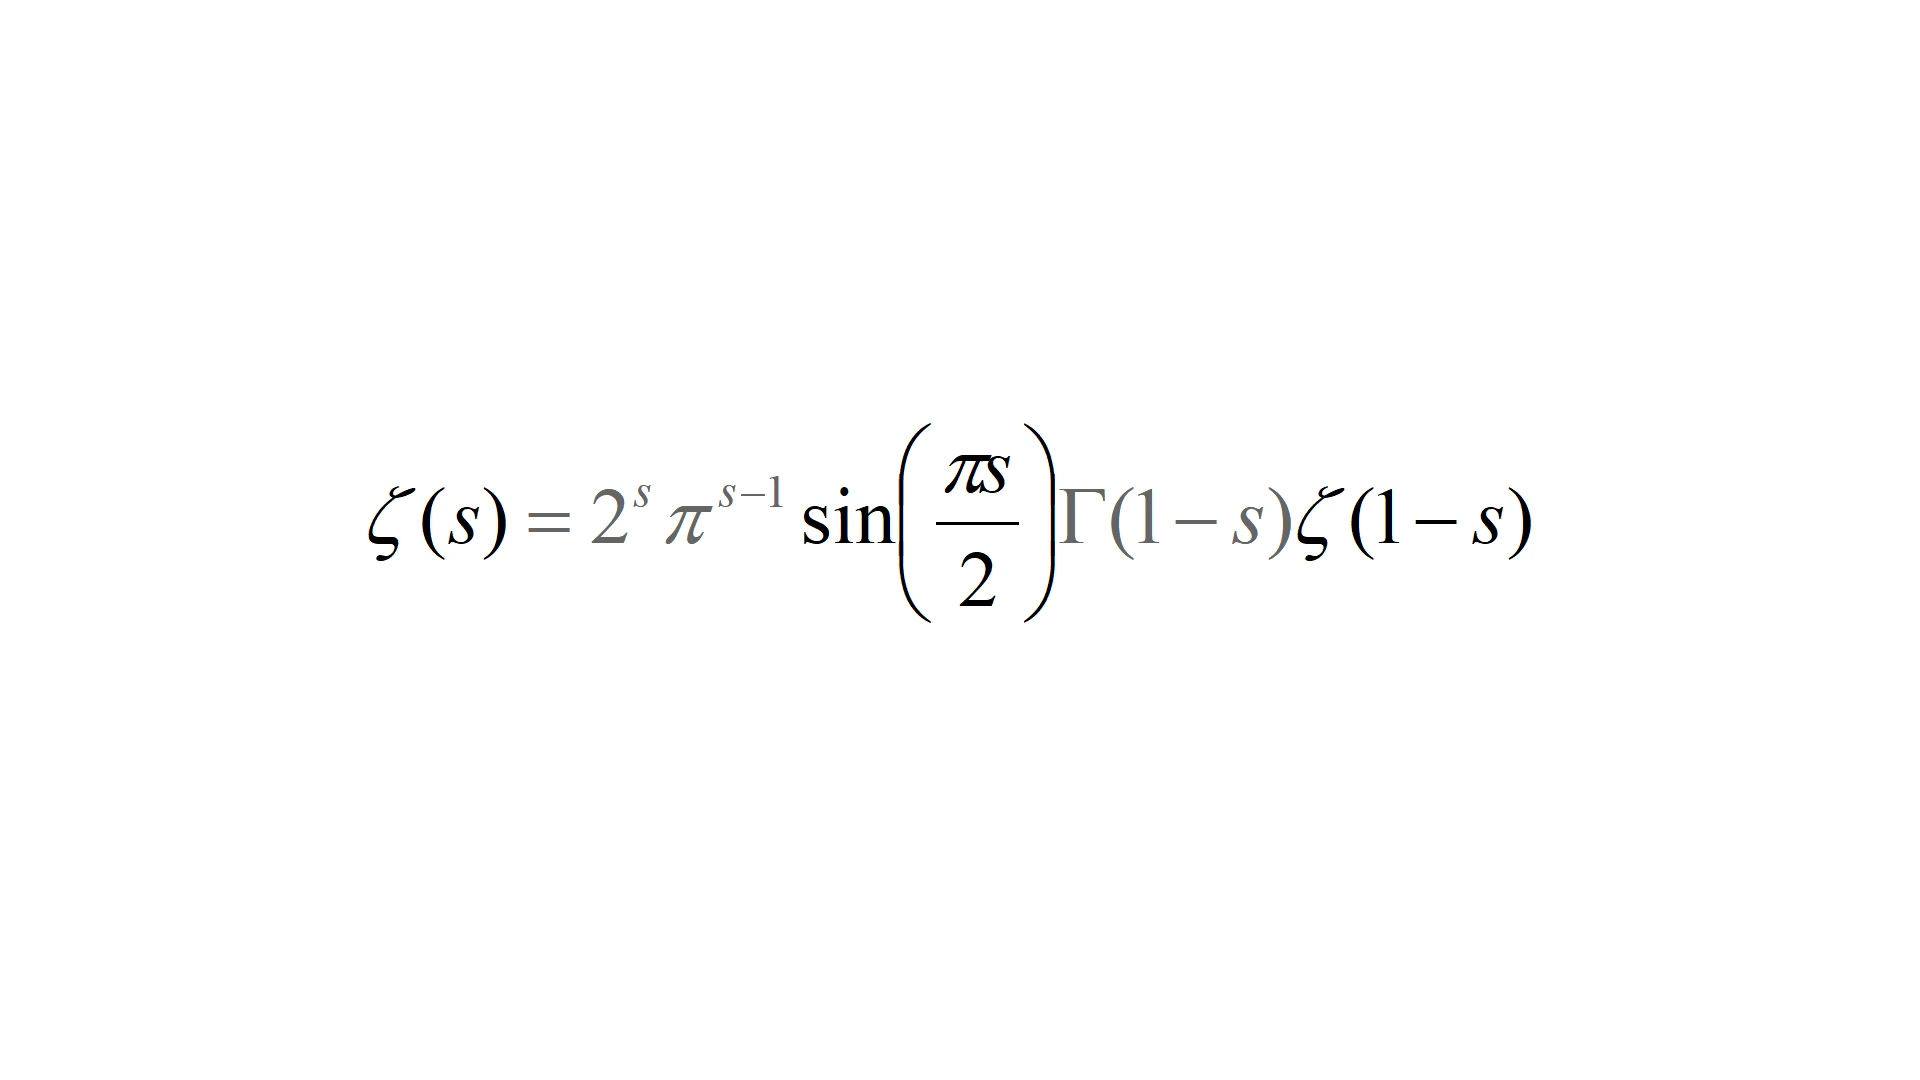 ζ(s) = 2^s π^{s−1} sin(πs/2) Γ(1−s) ζ(1−s)